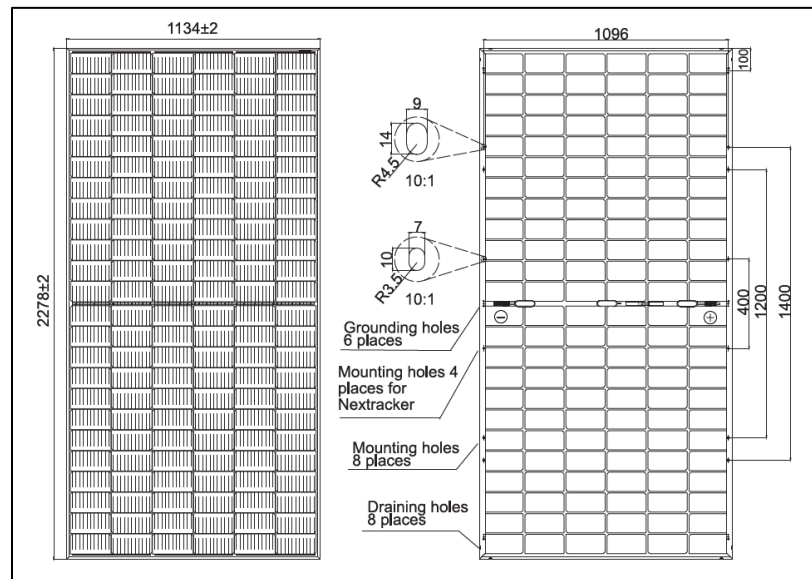 1134±2
2278±2
1096
100
9
14
R4.5
10:1
7
10
R3.5
10:1
400
1200
1400
Grounding holes
6 places
Mounting holes 4
places for
Nextracker
Mounting holes
8 places
Draining holes
8 places